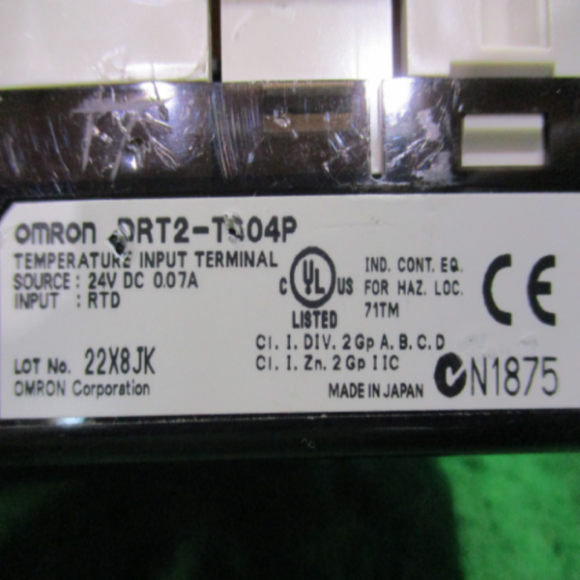 OMRON DRT2-TS04P
TEMPERATURE INPUT TERMINAL
SOURCE : 24V DC 0.07A
INPUT : RTD
LOT No. 22X8JK
OMRON Corporation
C UL US
LISTED
IND. CONT. EQ.
FOR HAZ. LOC.
71TM
Cl. I. DIV. 2 Gp A. B. C. D
Cl. I. Zn. 2 Gp IIC
MADE IN JAPAN
CE
N1875